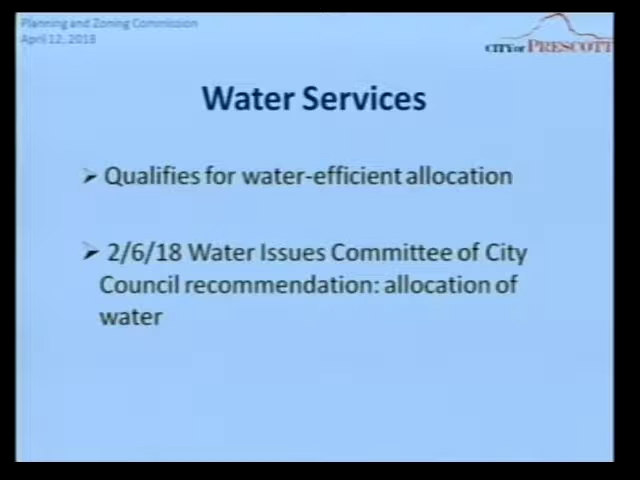 Planning and Zoning Commission
April 12, 2018
CITY of PRESCOTT
Water Services
➢ Qualifies for water-efficient allocation
➢ 2/6/18 Water Issues Committee of City
Council recommendation: allocation of
water